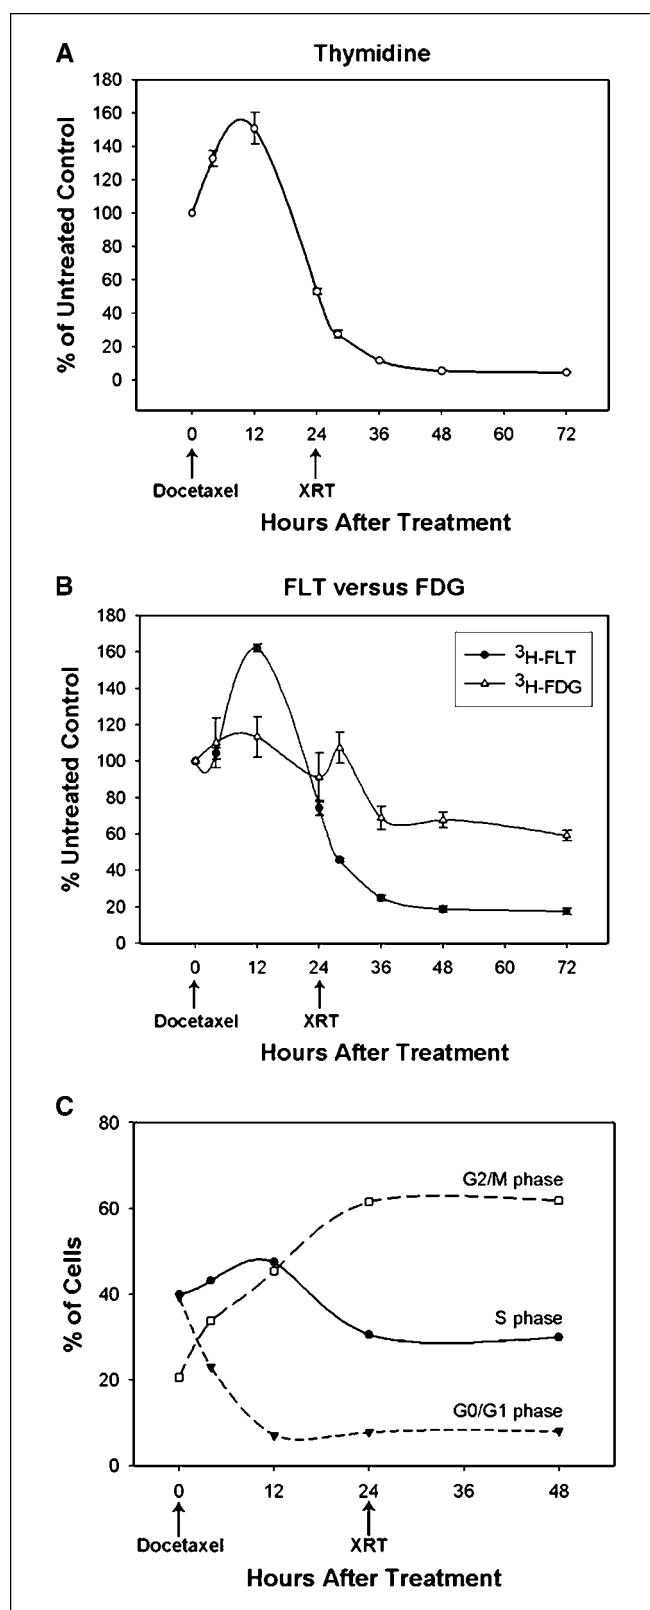 A
Thymidine
% of Untreated Control
180
160
140
120
100
80
60
40
20
0
0 12 24 36 48 60 72
Docetaxel XRT
Hours After Treatment
B
FLT versus FDG
% Untreated Control
180
160
140
120
100
80
60
40
20
0
³H-FLT
³H-FDG
0 12 24 36 48 60 72
Docetaxel XRT
Hours After Treatment
C
% of Cells
80
60
40
20
0
G2/M phase
S phase
G0/G1 phase
0 12 24 36 48
Docetaxel XRT
Hours After Treatment